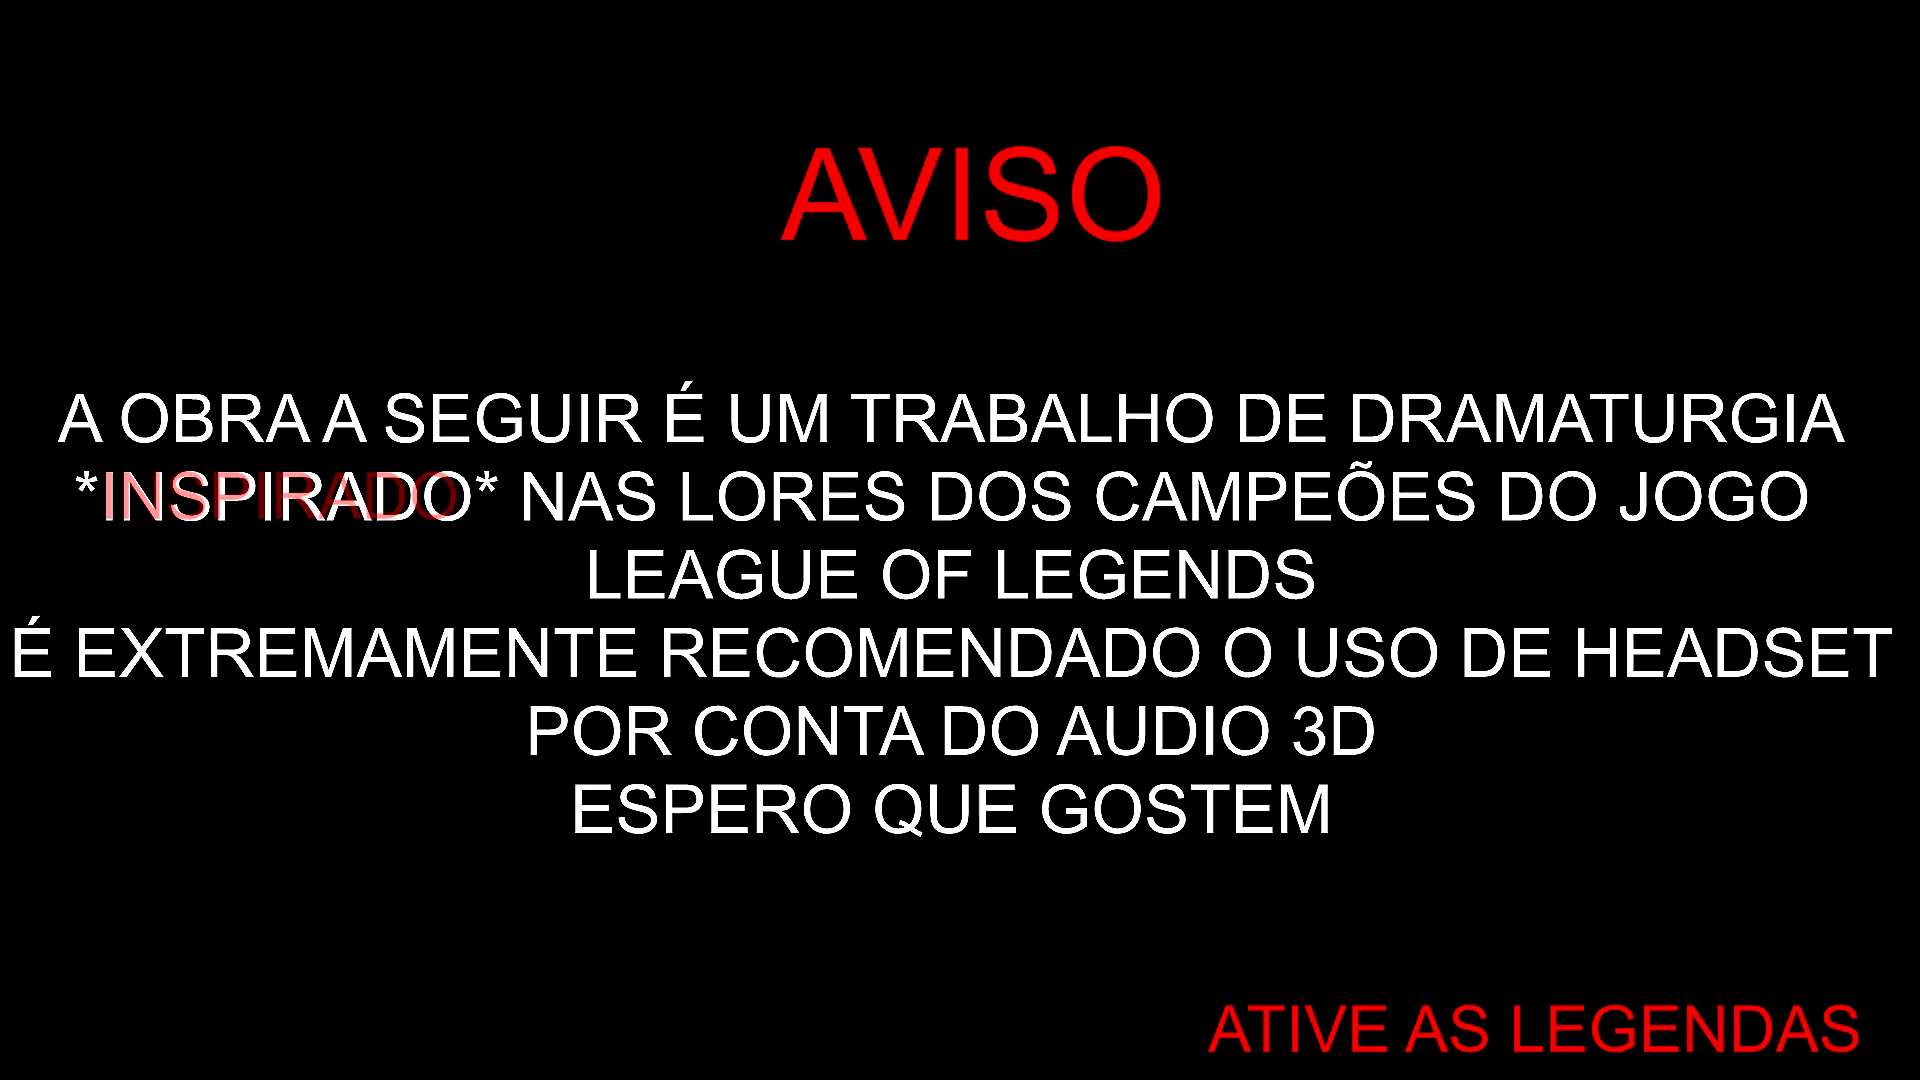 AVISO
A OBRA A SEGUIR É UM TRABALHO DE DRAMATURGIA
*INSPIRADO* NAS LORES DOS CAMPEÕES DO JOGO
LEAGUE OF LEGENDS
É EXTREMAMENTE RECOMENDADO O USO DE HEADSET
POR CONTA DO AUDIO 3D
ESPERO QUE GOSTEM
ATIVE AS LEGENDAS